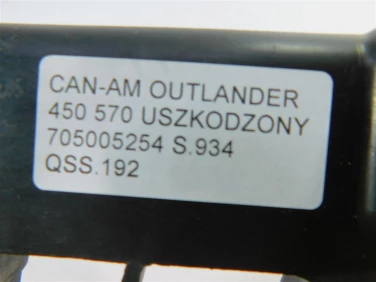 CAN-AM OUTLANDER
450 570 USZKODZONY
705005254 S.934
QSS.192